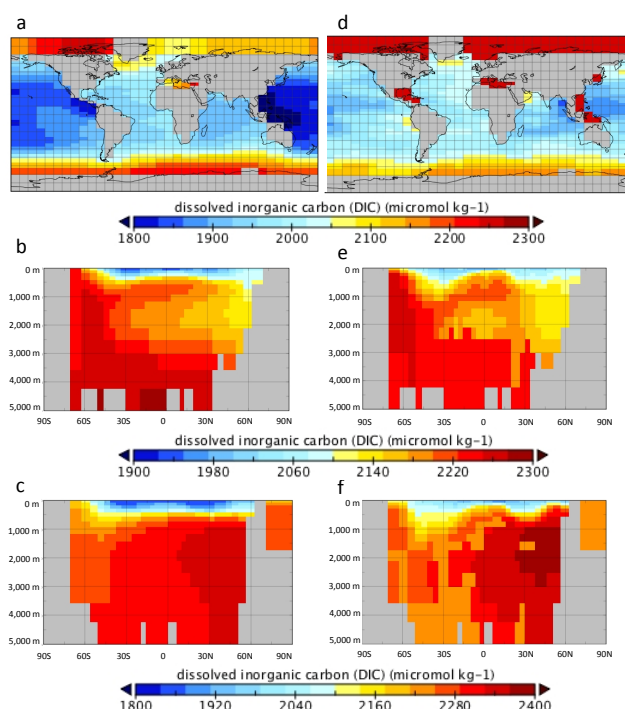 a
d
dissolved inorganic carbon (DIC) (micromol kg-1)
1800 1900 2000 2100 2200 2300
b
e
0 m
1,000 m
2,000 m
3,000 m
4,000 m
5,000 m
90S 60S 30S 0 30N 60N 90N
0 m
1,000 m
2,000 m
3,000 m
4,000 m
5,000 m
90S 60S 30S 0 30N 60N 90N
dissolved inorganic carbon (DIC) (micromol kg-1)
1900 1980 2060 2140 2220 2300
c
f
0 m
1,000 m
2,000 m
3,000 m
4,000 m
5,000 m
90S 60S 30S 0 30N 60N 90N
0 m
1,000 m
2,000 m
3,000 m
4,000 m
5,000 m
90S 60S 30S 0 30N 60N 90N
dissolved inorganic carbon (DIC) (micromol kg-1)
1800 1920 2040 2160 2280 2400